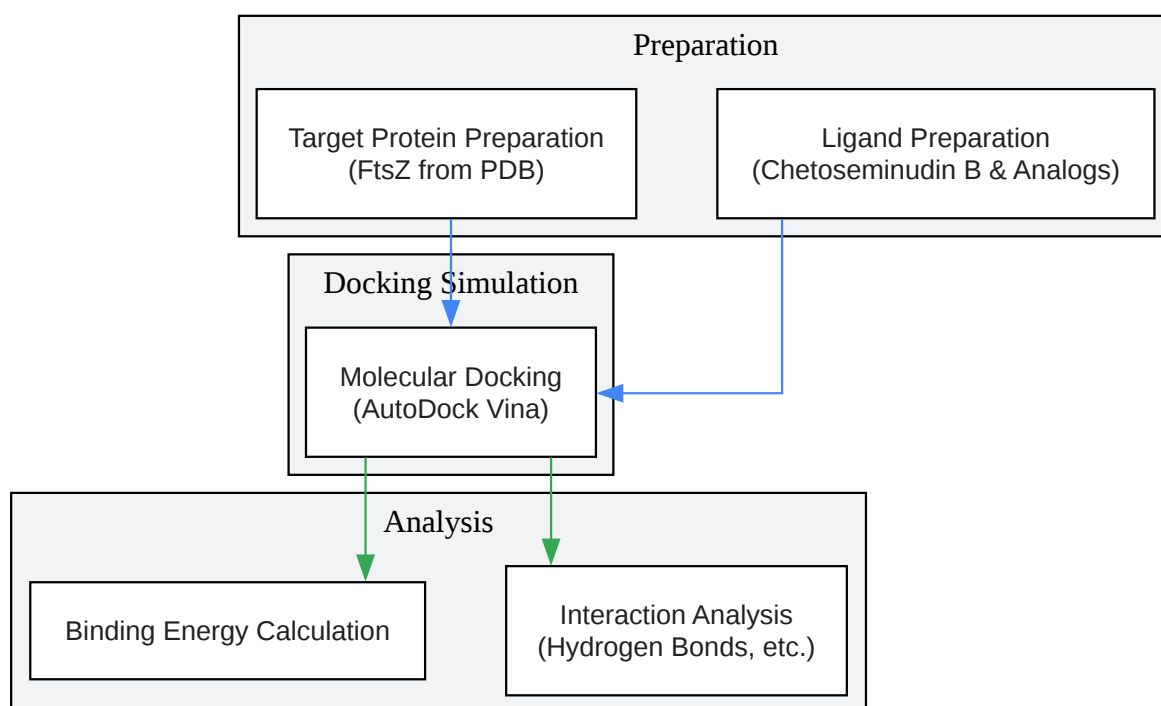 Preparation
Target Protein Preparation
(FtsZ from PDB)
Ligand Preparation
(Chetoseminudin B & Analogs)
Docking Simulation
Molecular Docking
(AutoDock Vina)
Analysis
Binding Energy Calculation
Interaction Analysis
(Hydrogen Bonds, etc.)